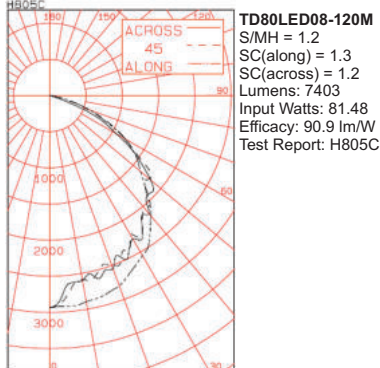 H805C
180
150
120
ACROSS
45
ALONG
90
60
1000
2000
3000
0
30
TD80LED08-120M
S/MH = 1.2
SC(along) = 1.3
SC(across) = 1.2
Lumens: 7403
Input Watts: 81.48
Efficacy: 90.9 lm/W
Test Report: H805C